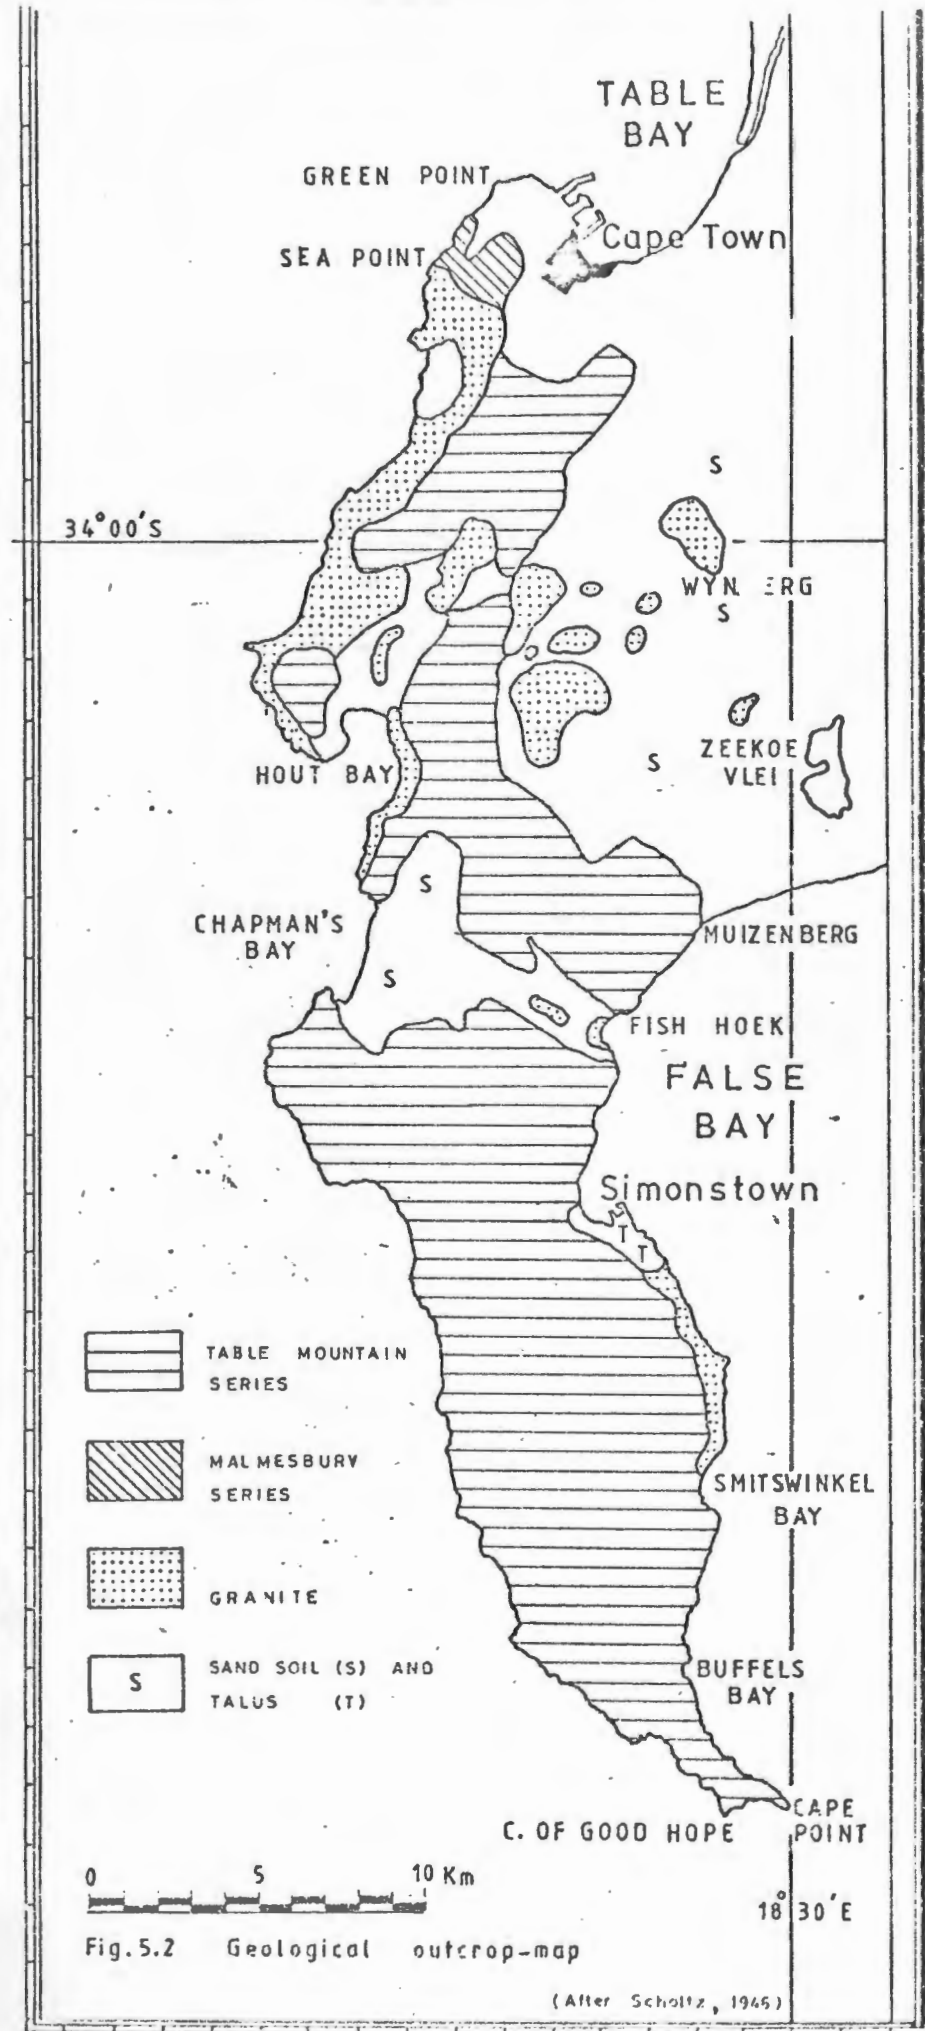 TABLE
BAY
GREEN POINT
Cape Town
SEA POINT
S
34°00'S
S
ZEEKOE
VLEI
S
HOUT BAY
S
CHAPMAN'S
BAY
MUIZENBERG
S
FISH HOEK
FALSE
BAY
Simonstown
T
T
TABLE MOUNTAIN
SERIES
MALMESBURY
SERIES
SMITSWINKEL
BAY
GRANITE
S
SAND SOIL (S) AND
TALUS (T)
BUFFELS
BAY
CAPE
POINT
C. OF GOOD HOPE
0 5 10 Km
18°30'E
Fig. 5.2 Geological outcrop-map
(After Scholtz, 1946)